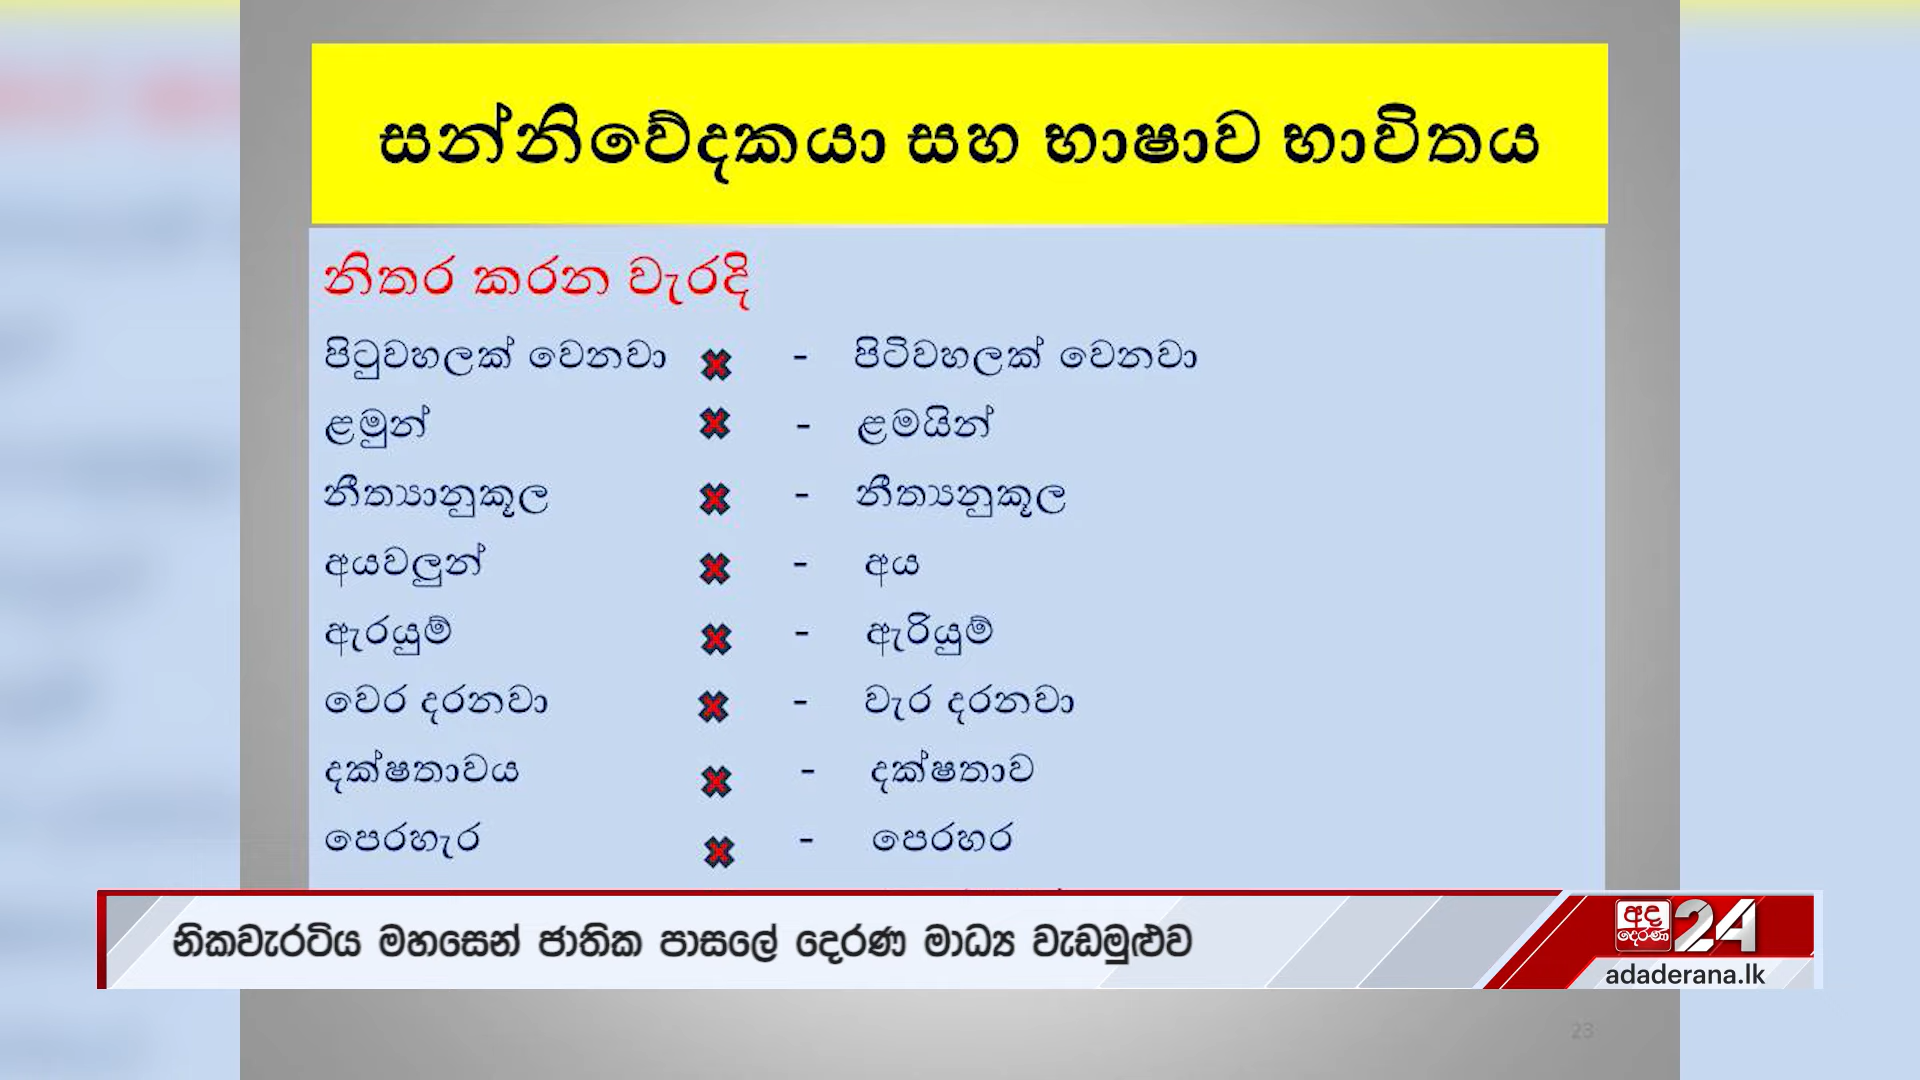 සන්නිවේදකයා සහ භාෂාව භාවිතය
නිතර කරන වැරදි
පිටුවහලක් වෙනවා ✖ - පිටිවහලක් වෙනවා
ළමුන් ✖ - ළමයින්
නීත්‍යානුකූල ✖ - නීත්‍යනුකූල
අයවලුන් ✖ - අය
ඇරයුම් ✖ - ඇරියුම්
වෙර දරනවා ✖ - වැර දරනවා
දක්ෂතාවය ✖ - දක්ෂතාව
පෙරහැර ✖ - පෙරහර
නිකවැරටිය මහසෙන් ජාතික පාසලේ දෙරණ මාධ්‍ය වැඩමුළුව
අද දෙරණ 24
adaderana.lk
23